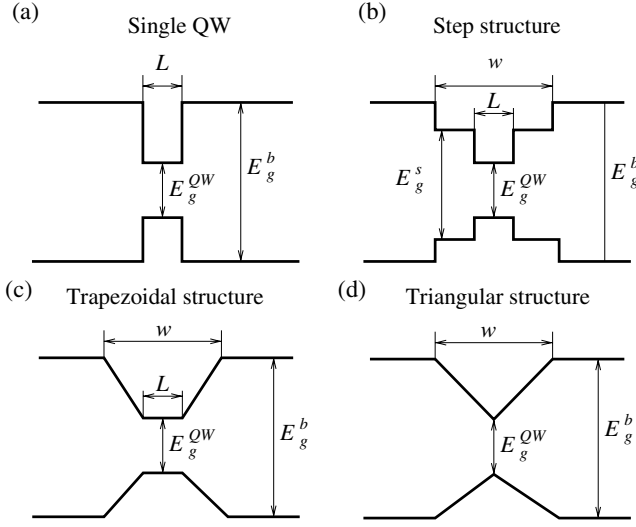 (a)
Single QW
L
E_g^QW
E_g^b
(b)
Step structure
w
L
E_g^s
E_g^QW
E_g^b
(c)
Trapezoidal structure
w
L
E_g^QW
E_g^b
(d)
Triangular structure
w
E_g^QW
E_g^b